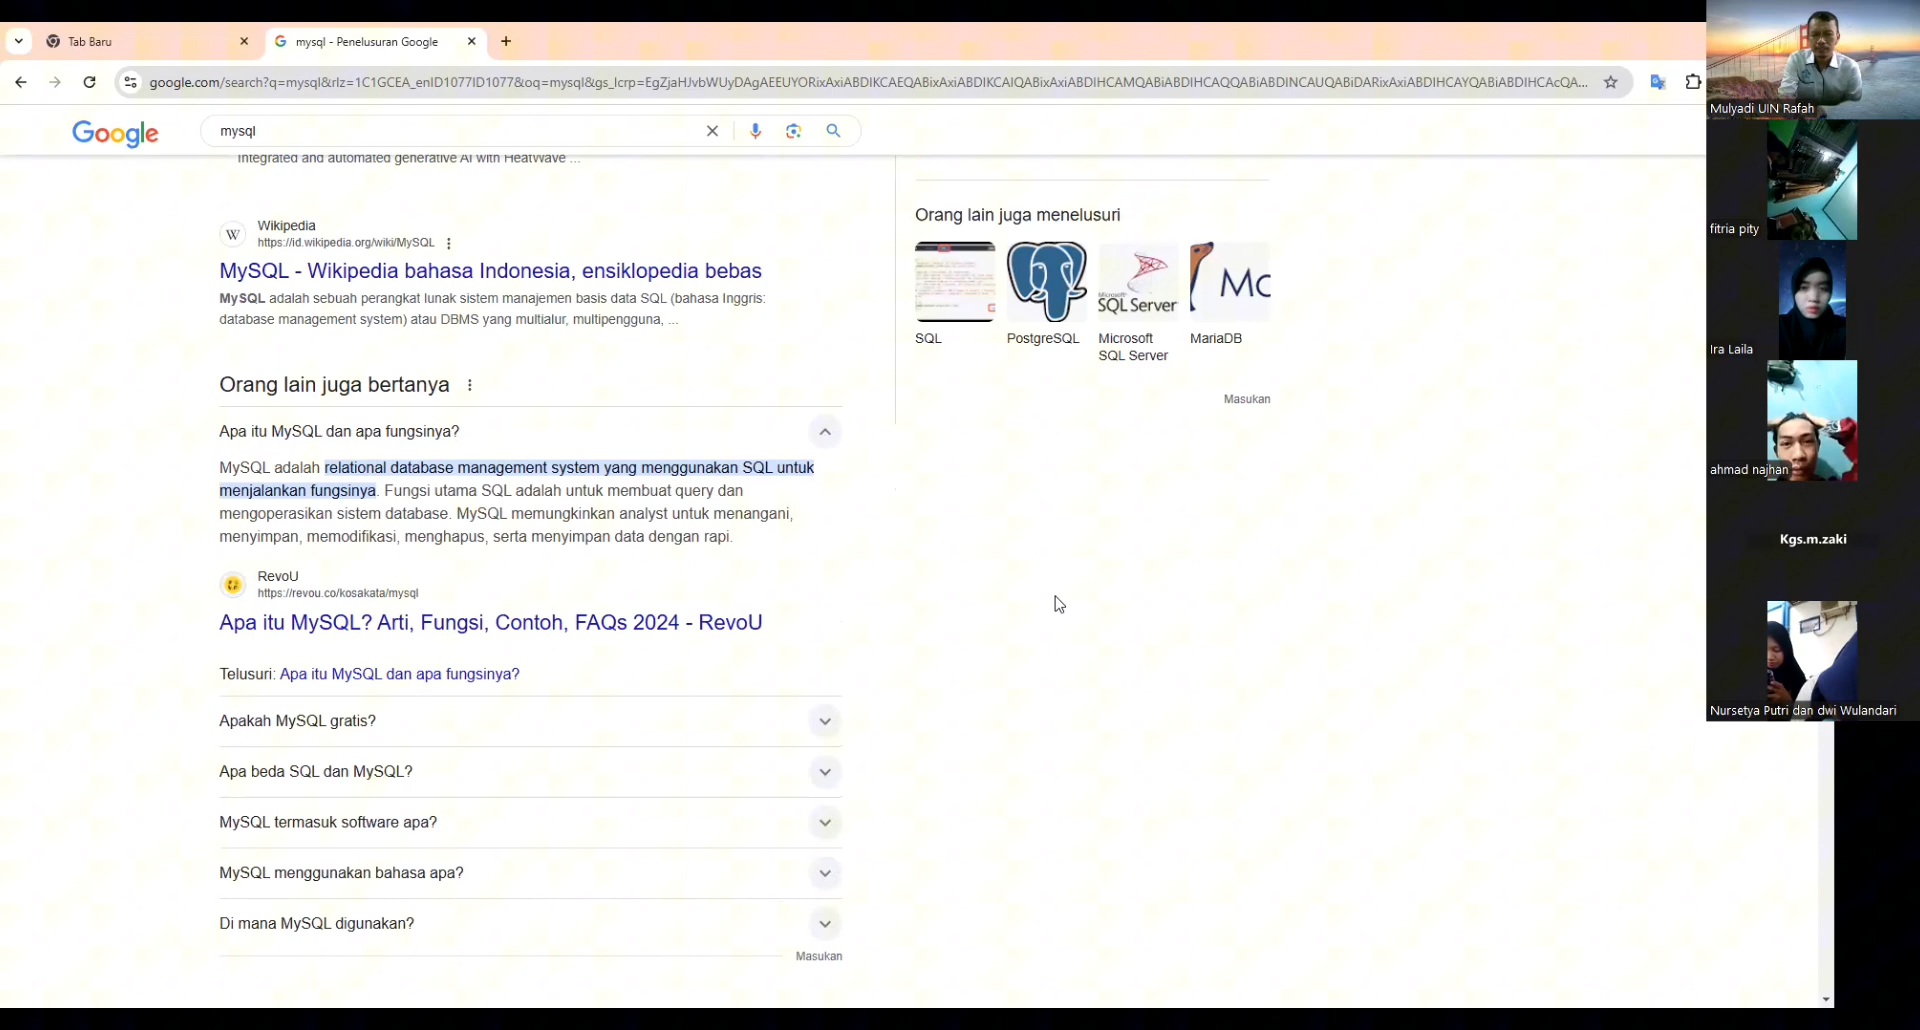 Tab Baru
mysql - Penelusuran Google
google.com/search?q=mysql&rlz=1C1GCEA_enID1077ID1077&oq=mysql&gs_lcrp=EgZjaHJvbWUyDAgAEEUYORixAxiABDIKCAEQABixAxiABDIKCAIQABixAxiABDIHCAMQABiABDIHCAQQABiABDINCAUQABiDARixAxiABDIHCAYQABiABDIHCAcQA...
Google
mysql
Integrated and automated generative AI with HeatWave ...
W
Wikipedia
https://id.wikipedia.org/wiki/MySQL
MySQL - Wikipedia bahasa Indonesia, ensiklopedia bebas
MySQL adalah sebuah perangkat lunak sistem manajemen basis data SQL (bahasa Inggris:
database management system) atau DBMS yang multialur, multipengguna, ...
Orang lain juga bertanya
Apa itu MySQL dan apa fungsinya?
MySQL adalah relational database management system yang menggunakan SQL untuk
menjalankan fungsinya. Fungsi utama SQL adalah untuk membuat query dan
mengoperasikan sistem database. MySQL memungkinkan analyst untuk menangani,
menyimpan, memodifikasi, menghapus, serta menyimpan data dengan rapi.
RevoU
https://revou.co/kosakata/mysql
Apa itu MySQL? Arti, Fungsi, Contoh, FAQs 2024 - RevoU
Telusuri: Apa itu MySQL dan apa fungsinya?
Apakah MySQL gratis?
Apa beda SQL dan MySQL?
MySQL termasuk software apa?
MySQL menggunakan bahasa apa?
Di mana MySQL digunakan?
Masukan
Orang lain juga menelusuri
Microsoft
SQL Server
SQL
PostgreSQL
Microsoft
SQL Server
MariaDB
Masukan
Mulyadi UIN Rafah
fitria pity
Ira Laila
ahmad najhan
Kgs.m.zaki
Nursetya Putri dan dwi Wulandari